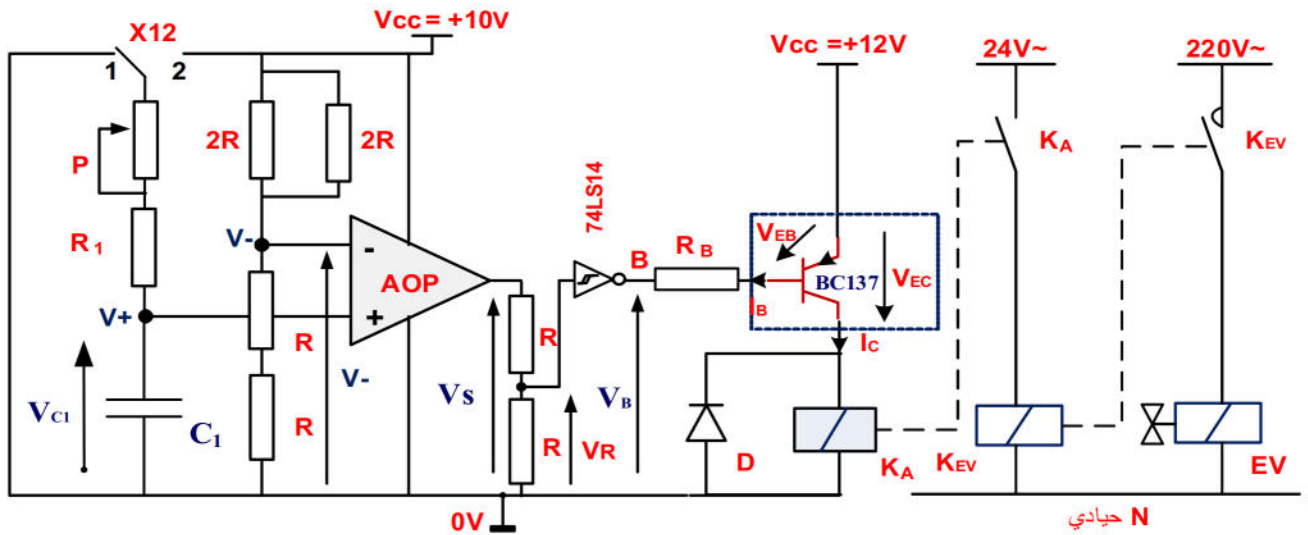 X12
1
2
Vcc = +10V
P
2R
2R
R1
V-
V+
VC1
C1
R
R
V-
-
+
AOP
Vs
R
R
VR
0V
74LS14
B
VB
RB
Vcc =+12V
VEB
IB
BC137
VEC
IC
D
KA
24V~
KA
KEV
220V~
KEV
EV
N حيادي